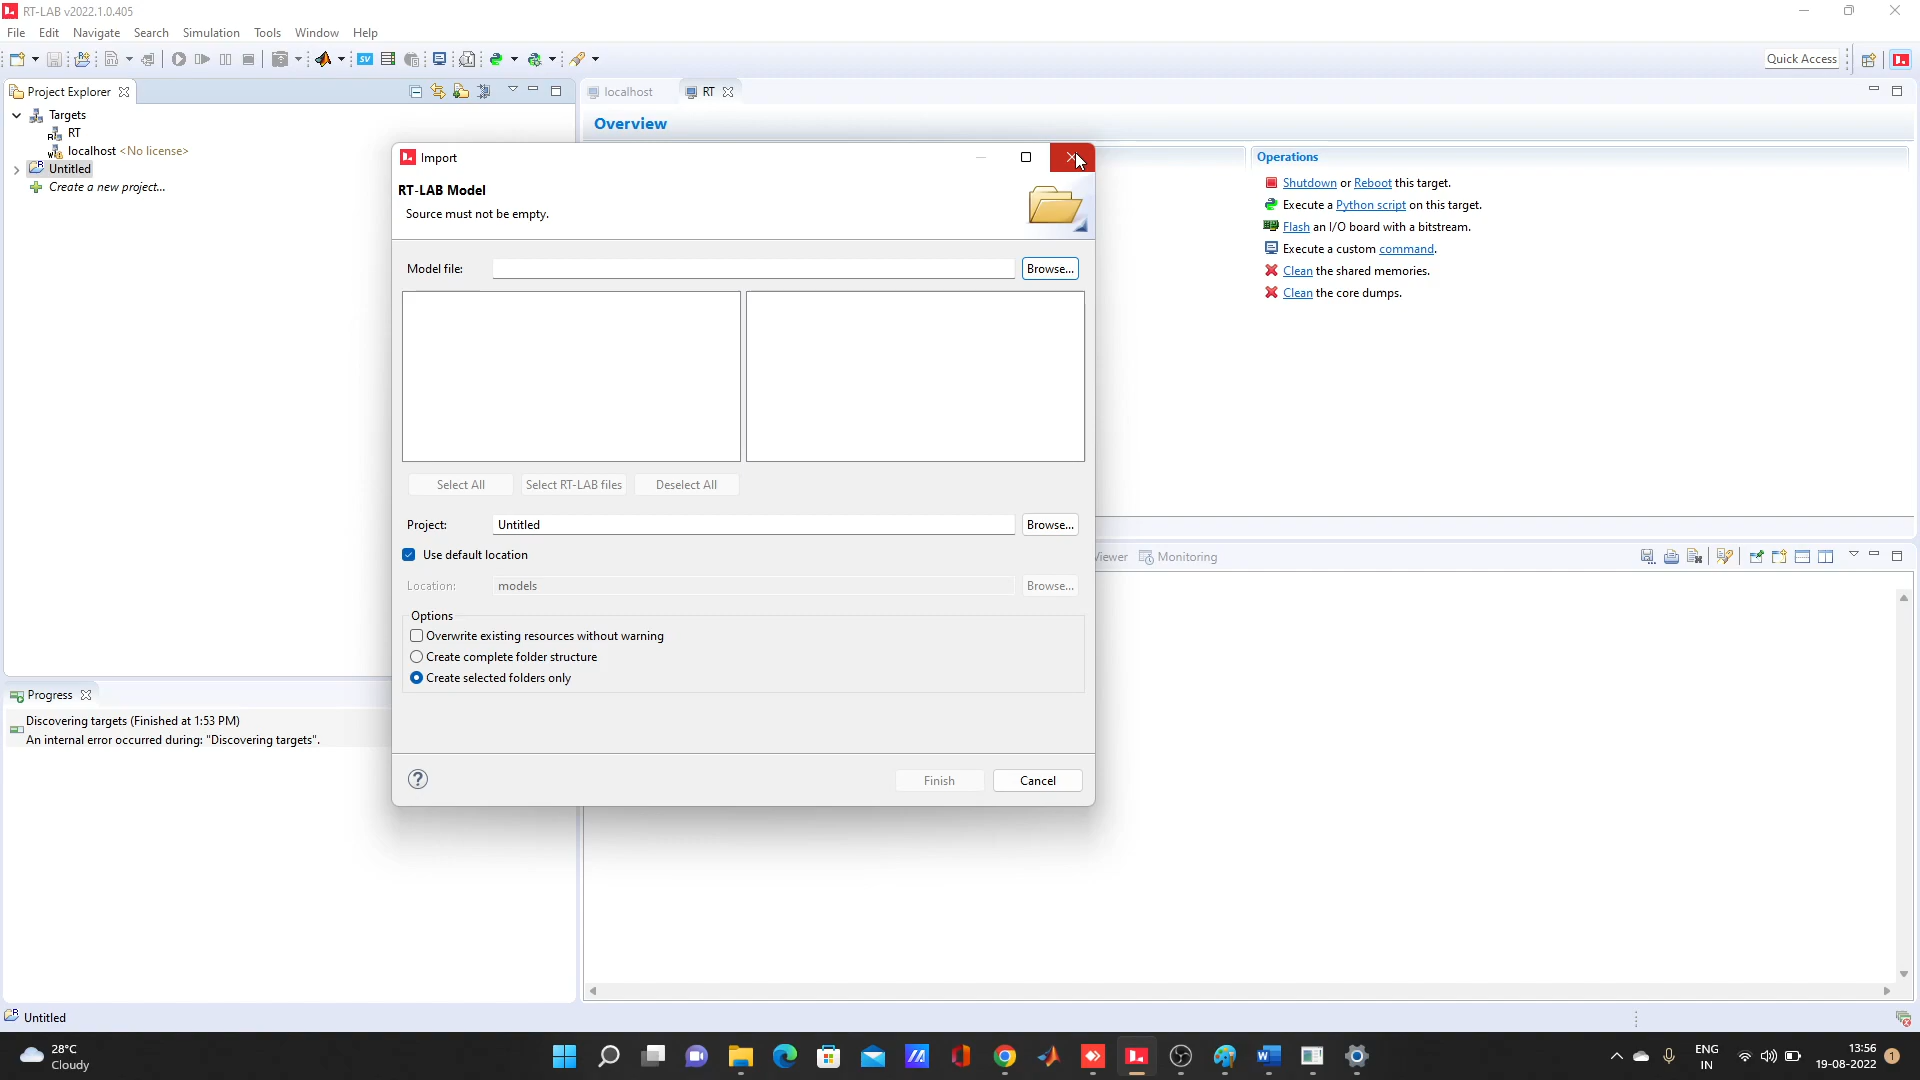 RT-LAB v2022.1.0.405
File Edit Navigate Search Simulation Tools Window Help
Quick Access
Project Explorer
localhost
RT
Targets
RT
localhost <No license>
Untitled
Create a new project...
Overview
Operations
Shutdown or Reboot this target.
Execute a Python script on this target.
Flash an I/O board with a bitstream.
Execute a custom command.
Clean the shared memories.
Clean the core dumps.
Import
RT-LAB Model
Source must not be empty.
Model file:
Browse...
Select All
Select RT-LAB files
Deselect All
Project:
Untitled
Browse...
Use default location
Location:
models
Browse...
Options
Overwrite existing resources without warning
Create complete folder structure
Create selected folders only
Finish
Cancel
Viewer
Monitoring
Progress
Discovering targets (Finished at 1:53 PM)
An internal error occurred during: "Discovering targets".
Untitled
28°C
Cloudy
ENG
IN
13:56
19-08-2022
1